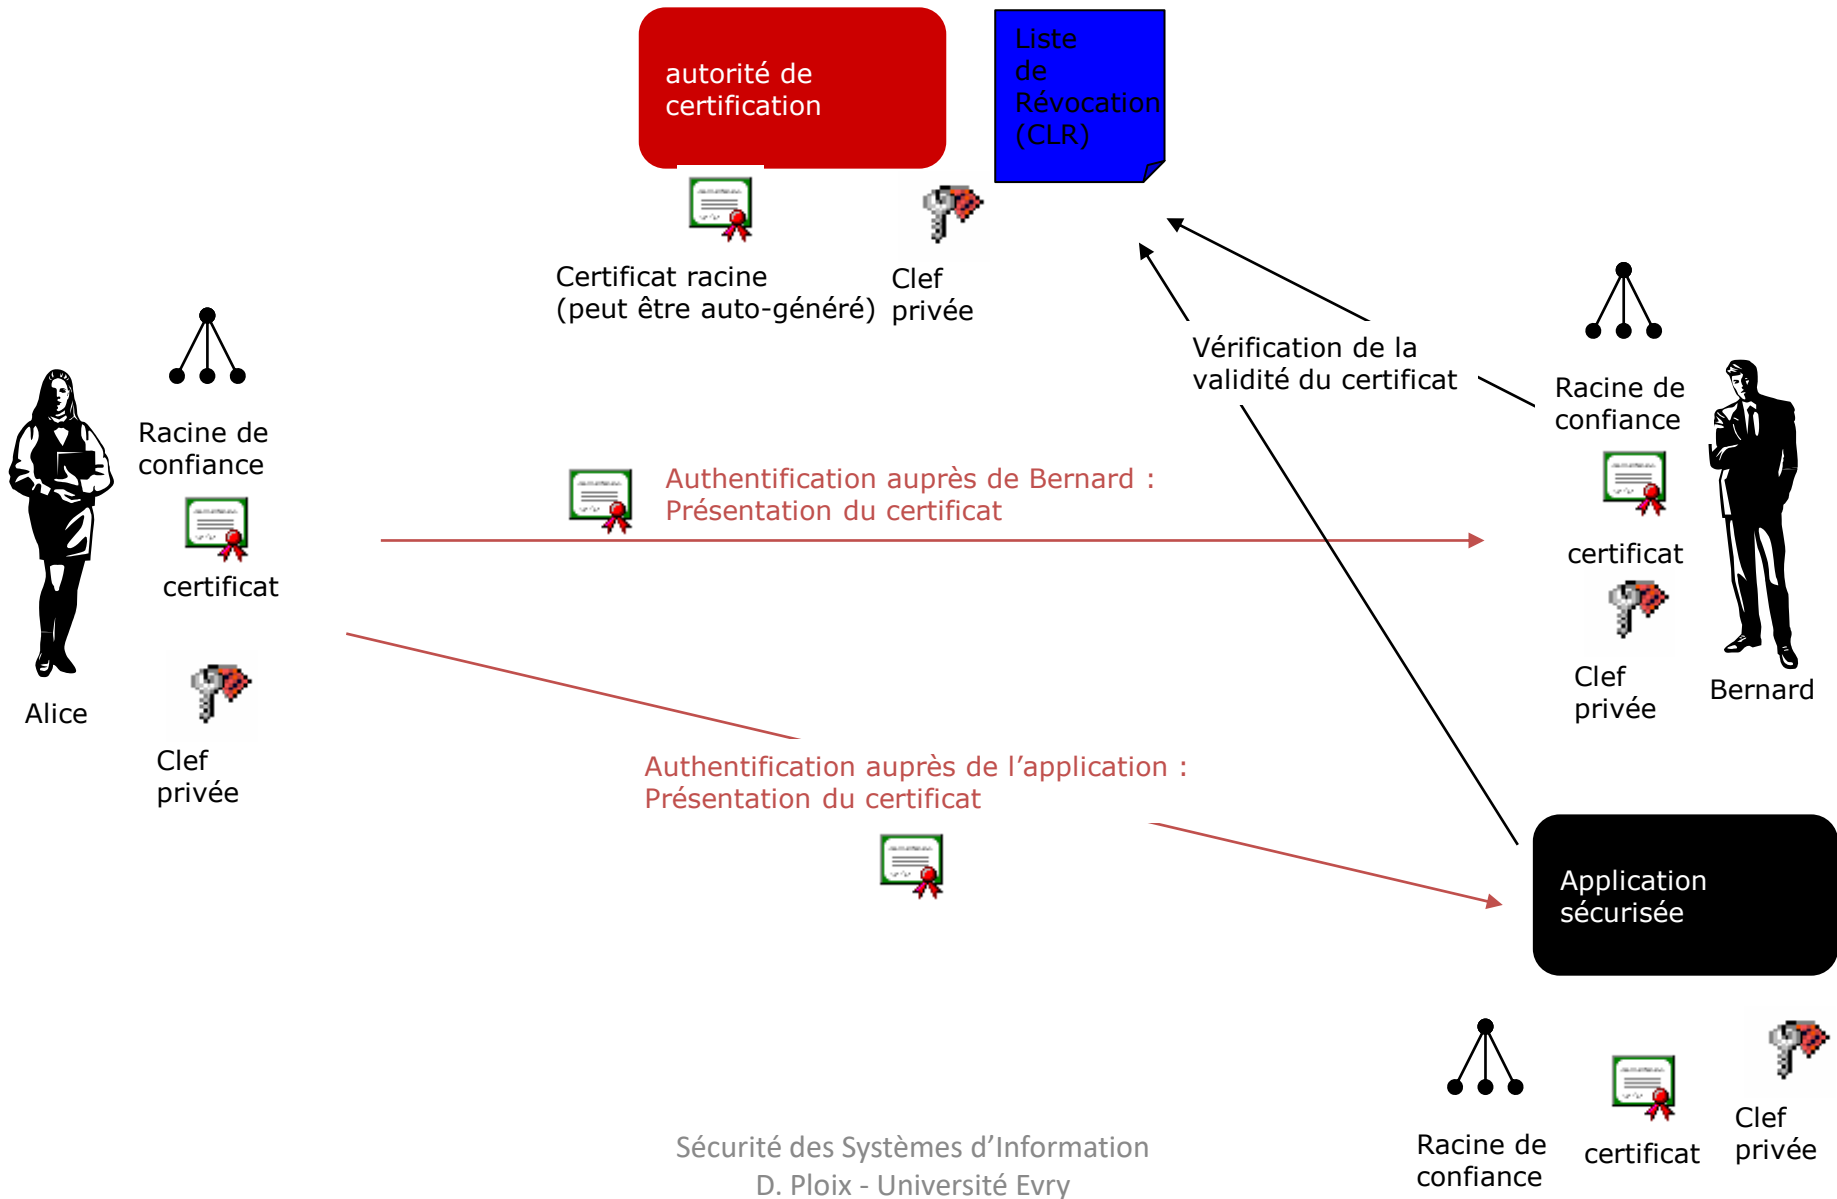 autorité de
certification
Liste
de
Révocation
(CLR)
Certificat racine
(peut être auto-généré)
Clef
privée
Vérification de la
validité du certificat
Racine de
confiance
certificat
Clef
privée
Bernard
Racine de
confiance
certificat
Alice
Clef
privée
Authentification auprès de Bernard :
Présentation du certificat
Authentification auprès de l’application :
Présentation du certificat
Application
sécurisée
Racine de
confiance
certificat
Clef
privée
Sécurité des Systèmes d’Information
D. Ploix - Université Evry